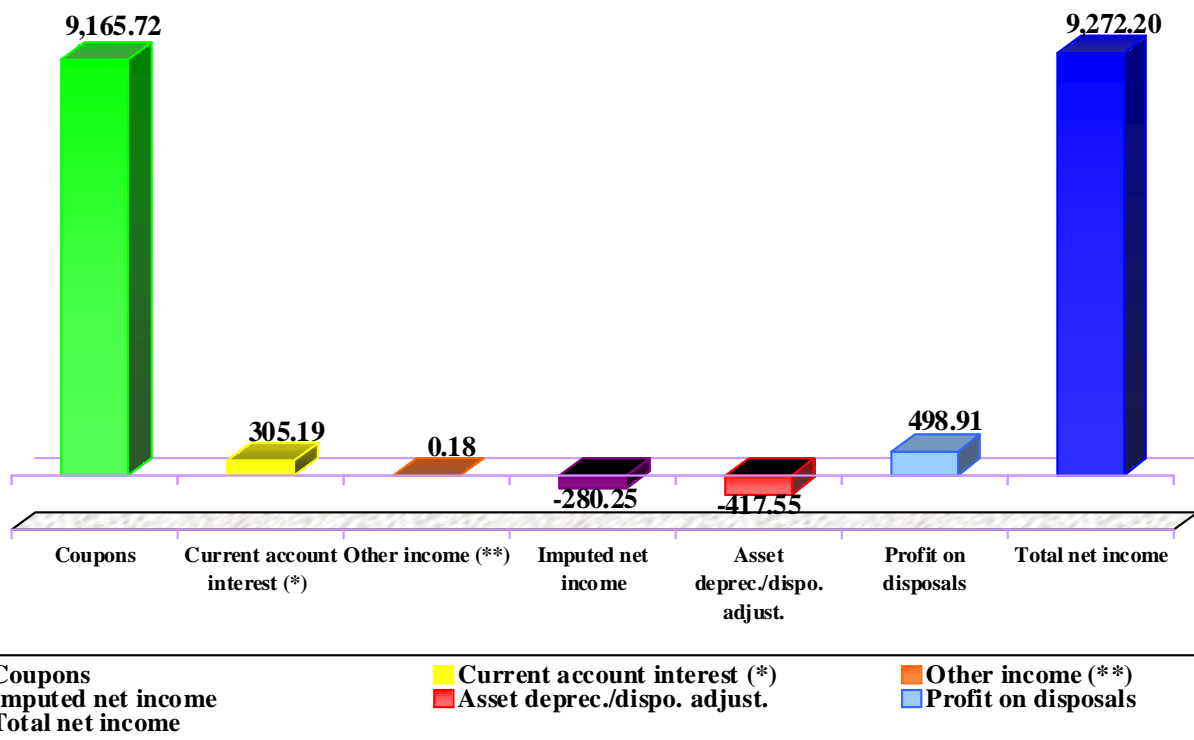 9,165.72
9,272.20
305.19
0.18
498.91
-280.25
-417.55
Coupons
Current account
interest (*)
Other income (**)
Imputed net
income
Asset
deprec./dispo.
adjust.
Profit on
disposals
Total net income
Coupons
Current account interest (*)
Other income (**)
Imputed net income
Asset deprec./dispo. adjust.
Profit on disposals
Total net income